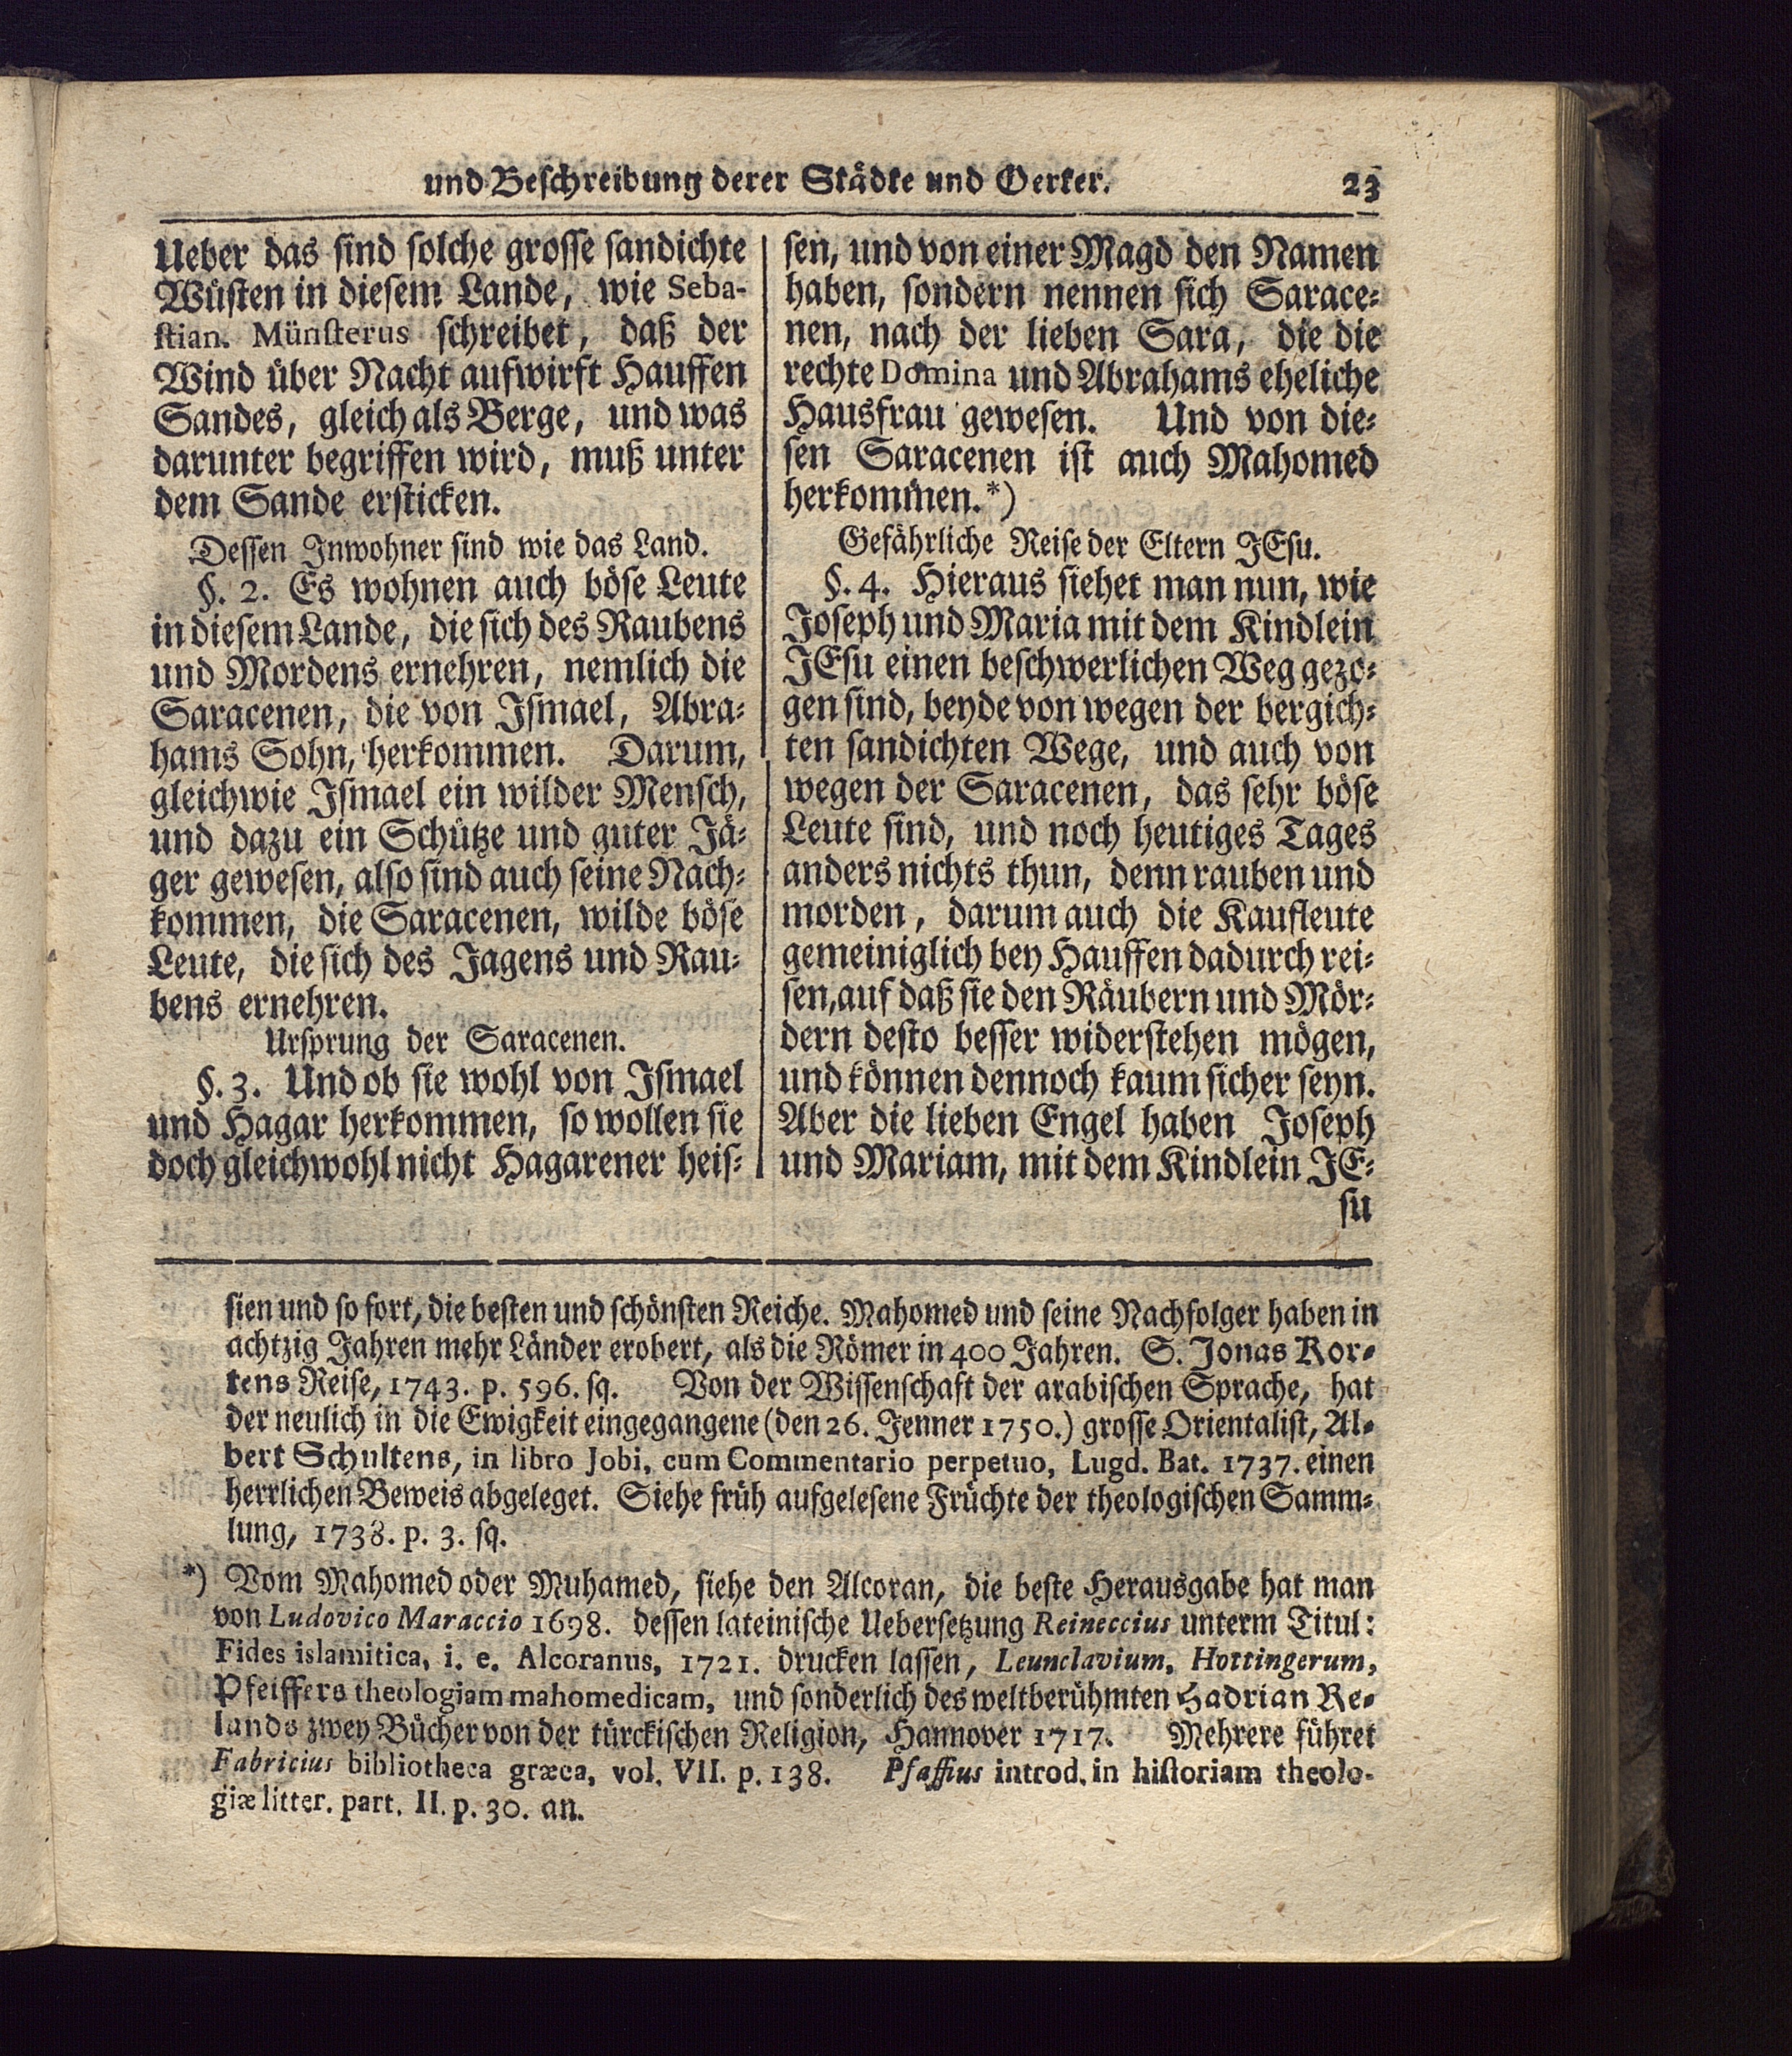 und Beschreibung derer Städte und Oerter. 23
Ueber das sind solche grosse sandichte
Wüsten in diesem Lande, wie Seba-
stian. Münsterus schreibet, daß der
Wind über Nacht aufwirft Hauffen
Sandes, gleich als Berge, und was
darunter begriffen wird, muß unter
dem Sande ersticken.
Dessen Inwohner sind wie das Land.
§. 2. Es wohnen auch böse Leute
in diesem Lande, die sich des Raubens
und Mordens ernehren, nemlich die
Saracenen, die von Ismael, Abra-
hams Sohn, herkommen. Darum,
gleichwie Ismael ein wilder Mensch,
und dazu ein Schütze und guter Jä-
ger gewesen, also sind auch seine Nach-
kommen, die Saracenen, wilde böse
Leute, die sich des Jagens und Rau-
bens ernehren.
Ursprung der Saracenen.
§. 3. Und ob sie wohl von Ismael
und Hagar herkommen, so wollen sie
doch gleichwohl nicht Hagarener heis-
sen, und von einer Magd den Namen
haben, sondern nennen sich Sarace-
nen, nach der lieben Sara, die die
rechte Domina und Abrahams eheliche
Hausfrau gewesen. Und von die-
sen Saracenen ist auch Mahomed
herkommen.*)
Gefährliche Reise der Eltern JEsu.
§. 4. Hieraus siehet man nun, wie
Joseph und Maria mit dem Kindlein
JEsu einen beschwerlichen Weg gezo-
gen sind, beyde von wegen der bergich-
ten sandichten Wege, und auch von
wegen der Saracenen, das sehr böse
Leute sind, und noch heutiges Tages
anders nichts thun, denn rauben und
morden, darum auch die Kaufleute
gemeiniglich bey Hauffen dadurch rei-
sen, auf daß sie den Räubern und Mör-
dern desto besser widerstehen mögen,
und können dennoch kaum sicher seyn.
Aber die lieben Engel haben Joseph
und Mariam, mit dem Kindlein JE-
su
sien und so fort, die besten und schönsten Reiche. Mahomed und seine Nachfolger haben in
achtzig Jahren mehr Länder erobert, als die Römer in 400 Jahren. S. Jonas Kor-
tens Reise, 1743. p. 596. sq. Von der Wissenschaft der arabischen Sprache, hat
der neulich in die Ewigkeit eingegangene (den 26. Jenner 1750.) grosse Orientalist, Al-
bert Schultens, in libro Jobi, cum Commentario perpetuo, Lugd. Bat. 1737. einen
herrlichen Beweis abgeleget. Siehe früh aufgelesene Früchte der theologischen Samm-
lung, 1738. p. 3. sq.
*) Vom Mahomed oder Muhamed, siehe den Alcoran, die beste Herausgabe hat man
von Ludovico Maraccio 1698. dessen lateinische Uebersetzung Reineccius unterm Titul:
Fides islamitica, i. e. Alcoranus, 1721. drucken lassen, Leunclavium, Hottingerum,
Pfeiffers theologiam mahomedicam, und sonderlich des weltberühmten Hadrian Re-
lands zwey Bücher von der türckischen Religion, Hannover 1717. Mehrere führet
Fabricius bibliotheca græca, vol. VII. p. 138. Pfaffius introd. in historiam theolo-
giæ litter. part. II. p. 30. an.